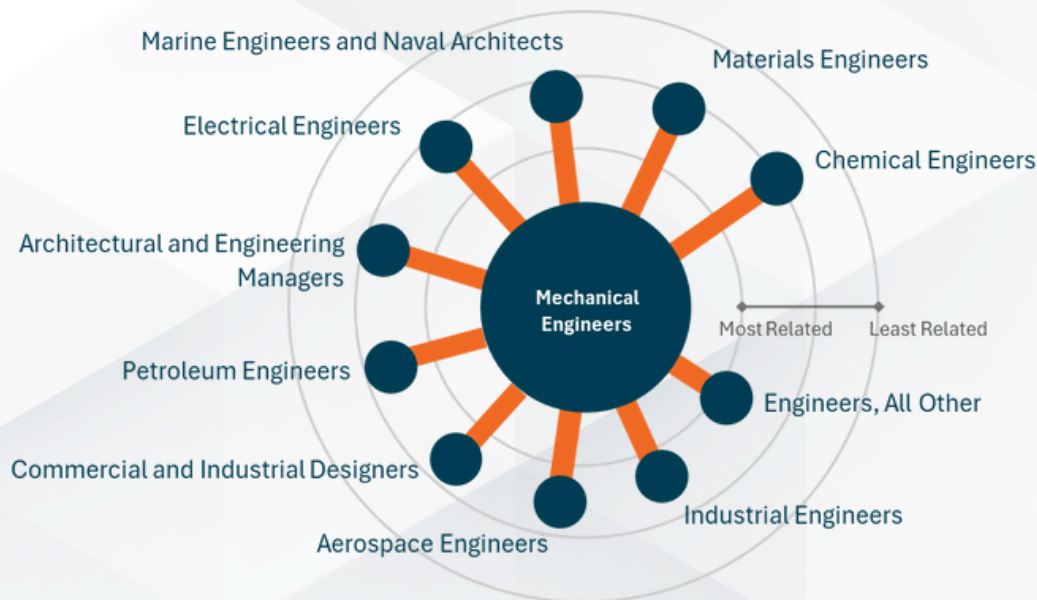 Marine Engineers and Naval Architects
Materials Engineers
Electrical Engineers
Chemical Engineers
Architectural and Engineering
Managers
Mechanical
Engineers
Most Related
Least Related
Petroleum Engineers
Engineers, All Other
Commercial and Industrial Designers
Industrial Engineers
Aerospace Engineers